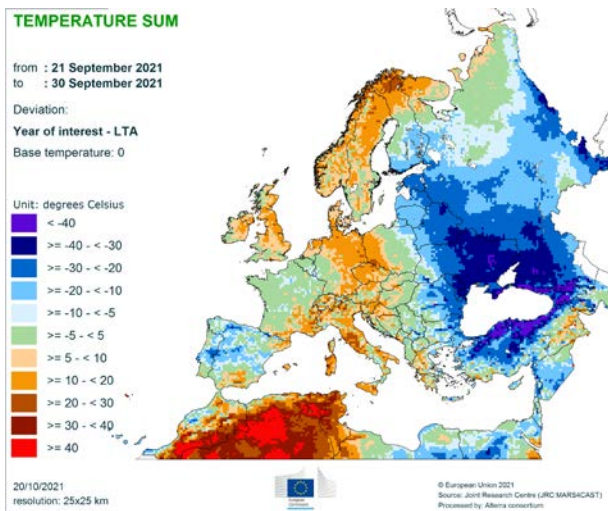 TEMPERATURE SUM
from : 21 September 2021
to : 30 September 2021
Deviation:
Year of interest - LTA
Base temperature: 0
Unit: degrees Celsius
< -40
>= -40 - < -30
>= -30 - < -20
>= -20 - < -10
>= -10 - < -5
>= -5 - < 5
>= 5 - < 10
>= 10 - < 20
>= 20 - < 30
>= 30 - < 40
>= 40
20/10/2021
resolution: 25x25 km
European
Commission
© European Union 2021
Source: Joint Research Centre (JRC MARS4CAST)
Processed by: Alterra consortium